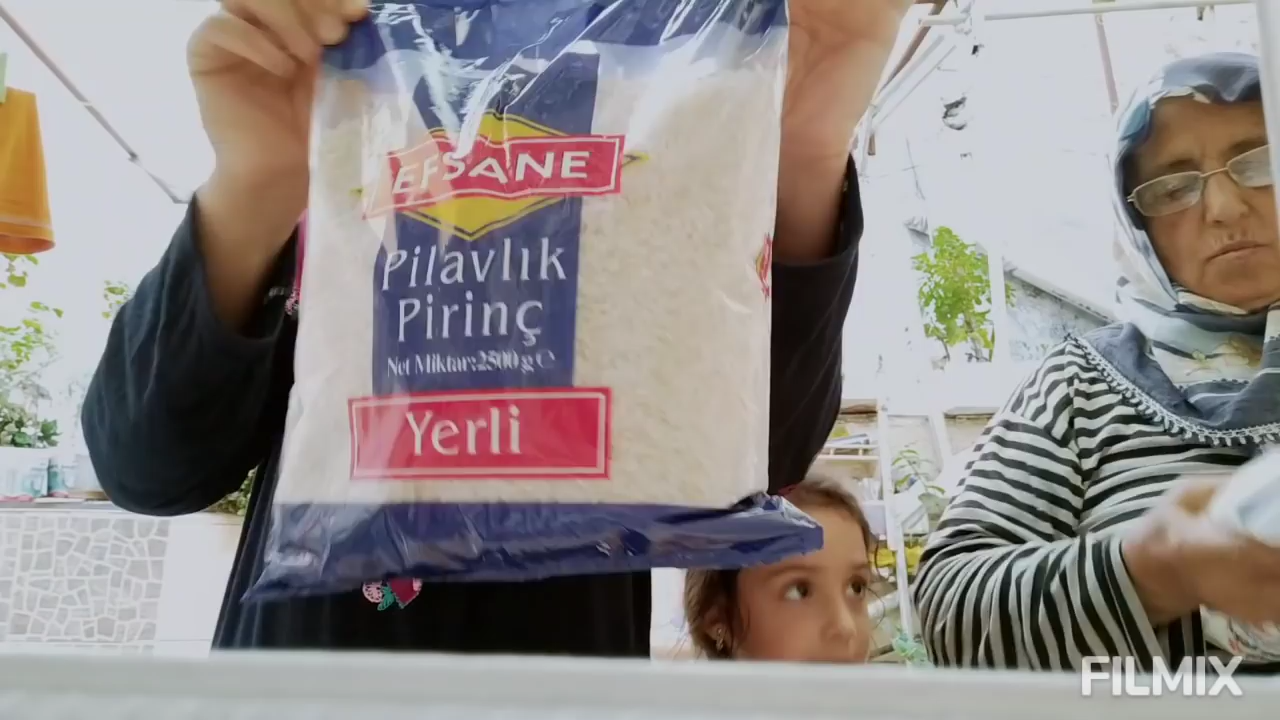 EFSANE
Pilavlık
Pirinç
Net Miktar: 2500 g ℮
Yerli
FILMIX